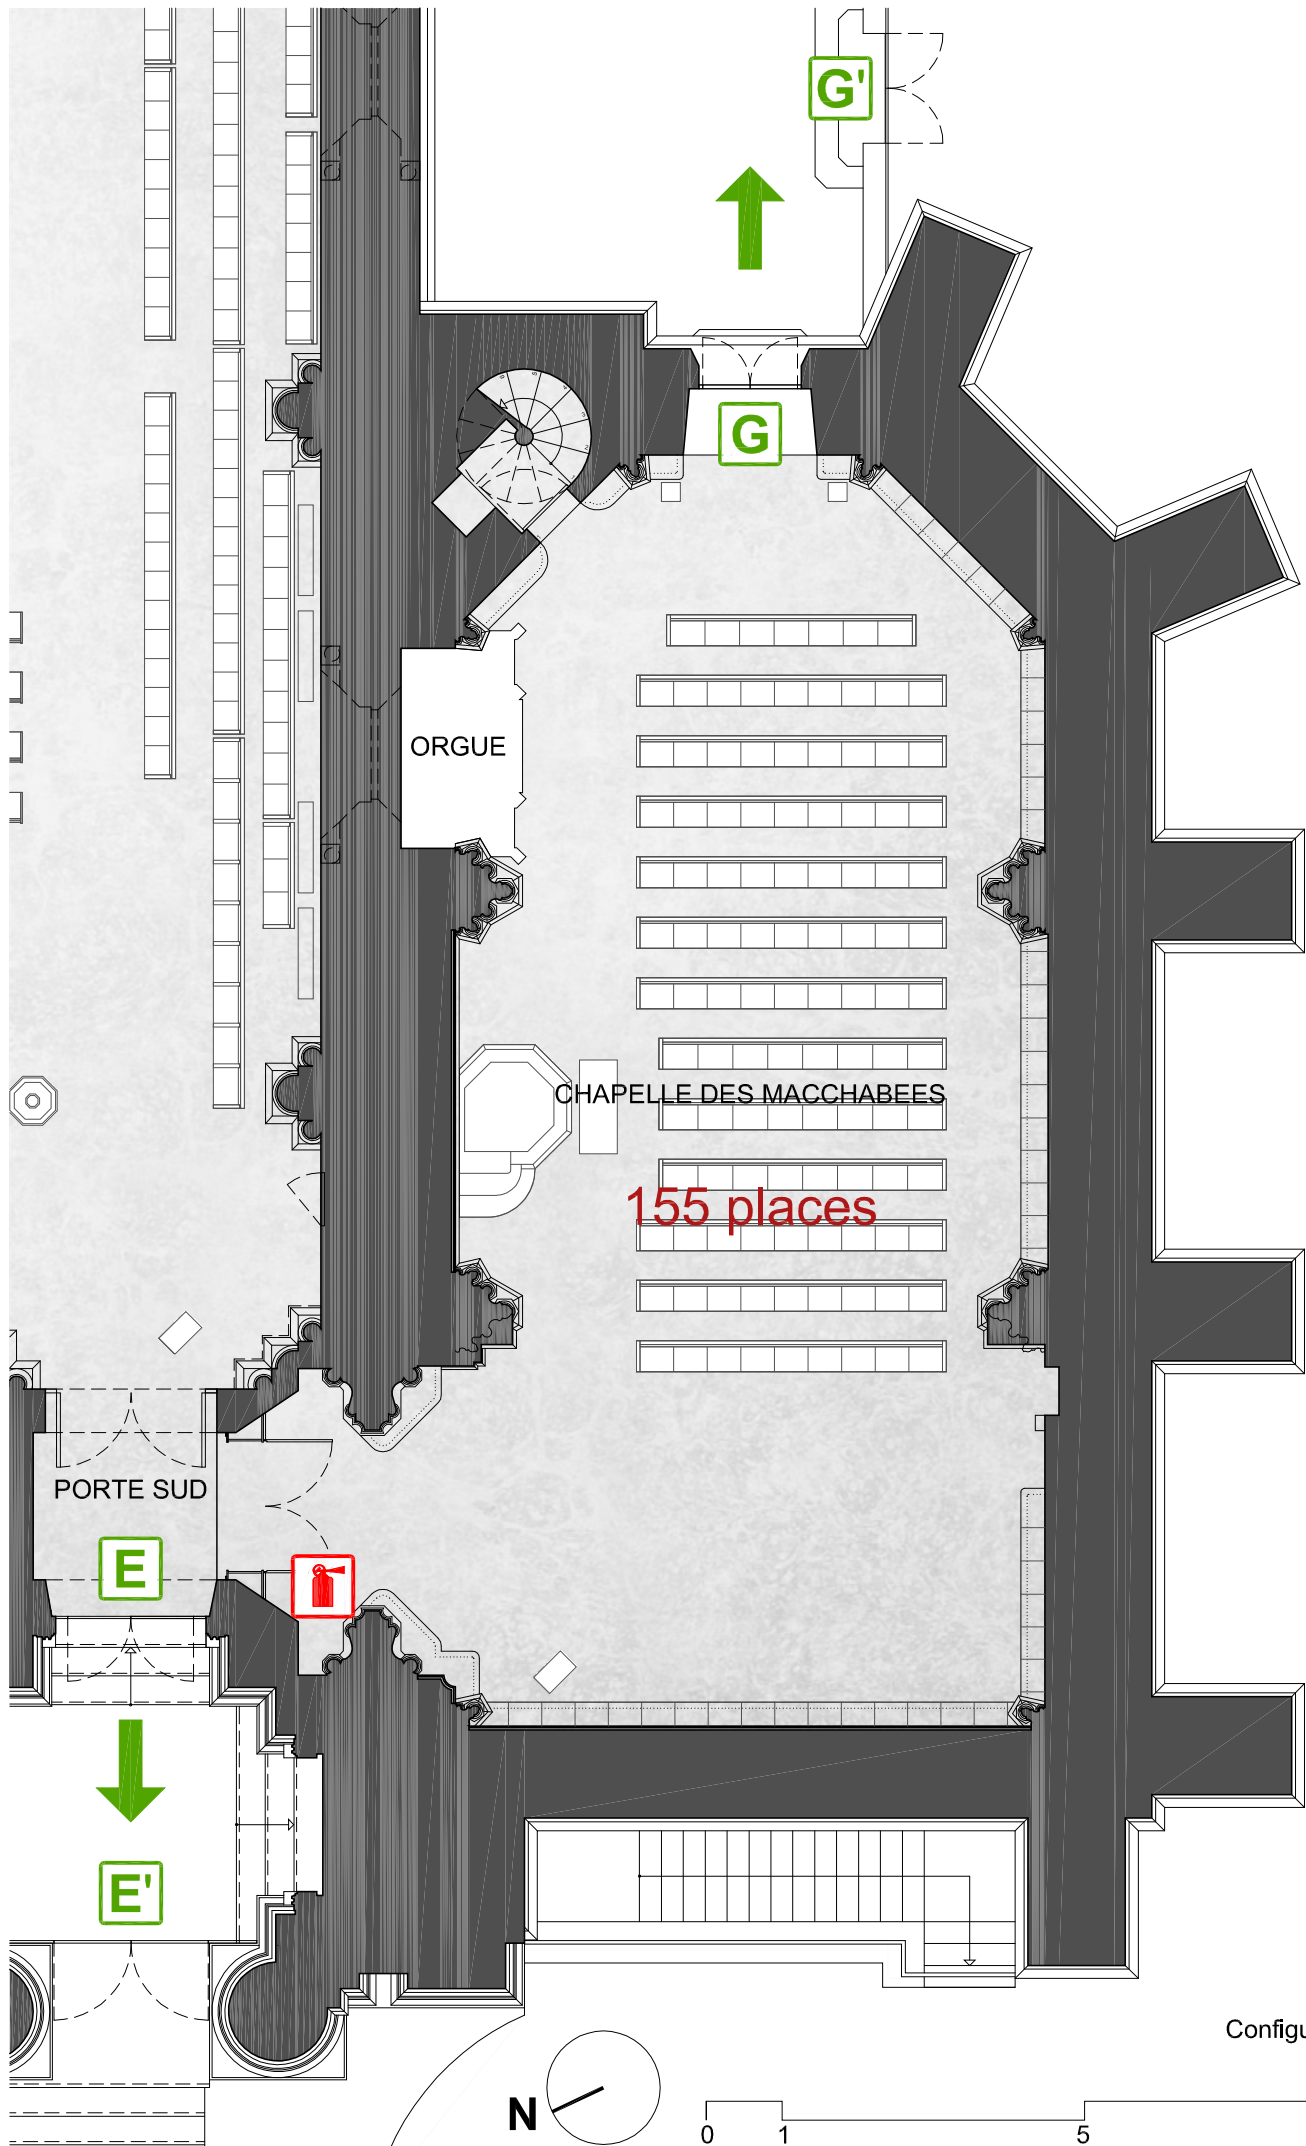 G'
G
ORGUE
CHAPELLE DES MACCHABEES
155 places
PORTE SUD
E
E'
Configu
N
0 1 5